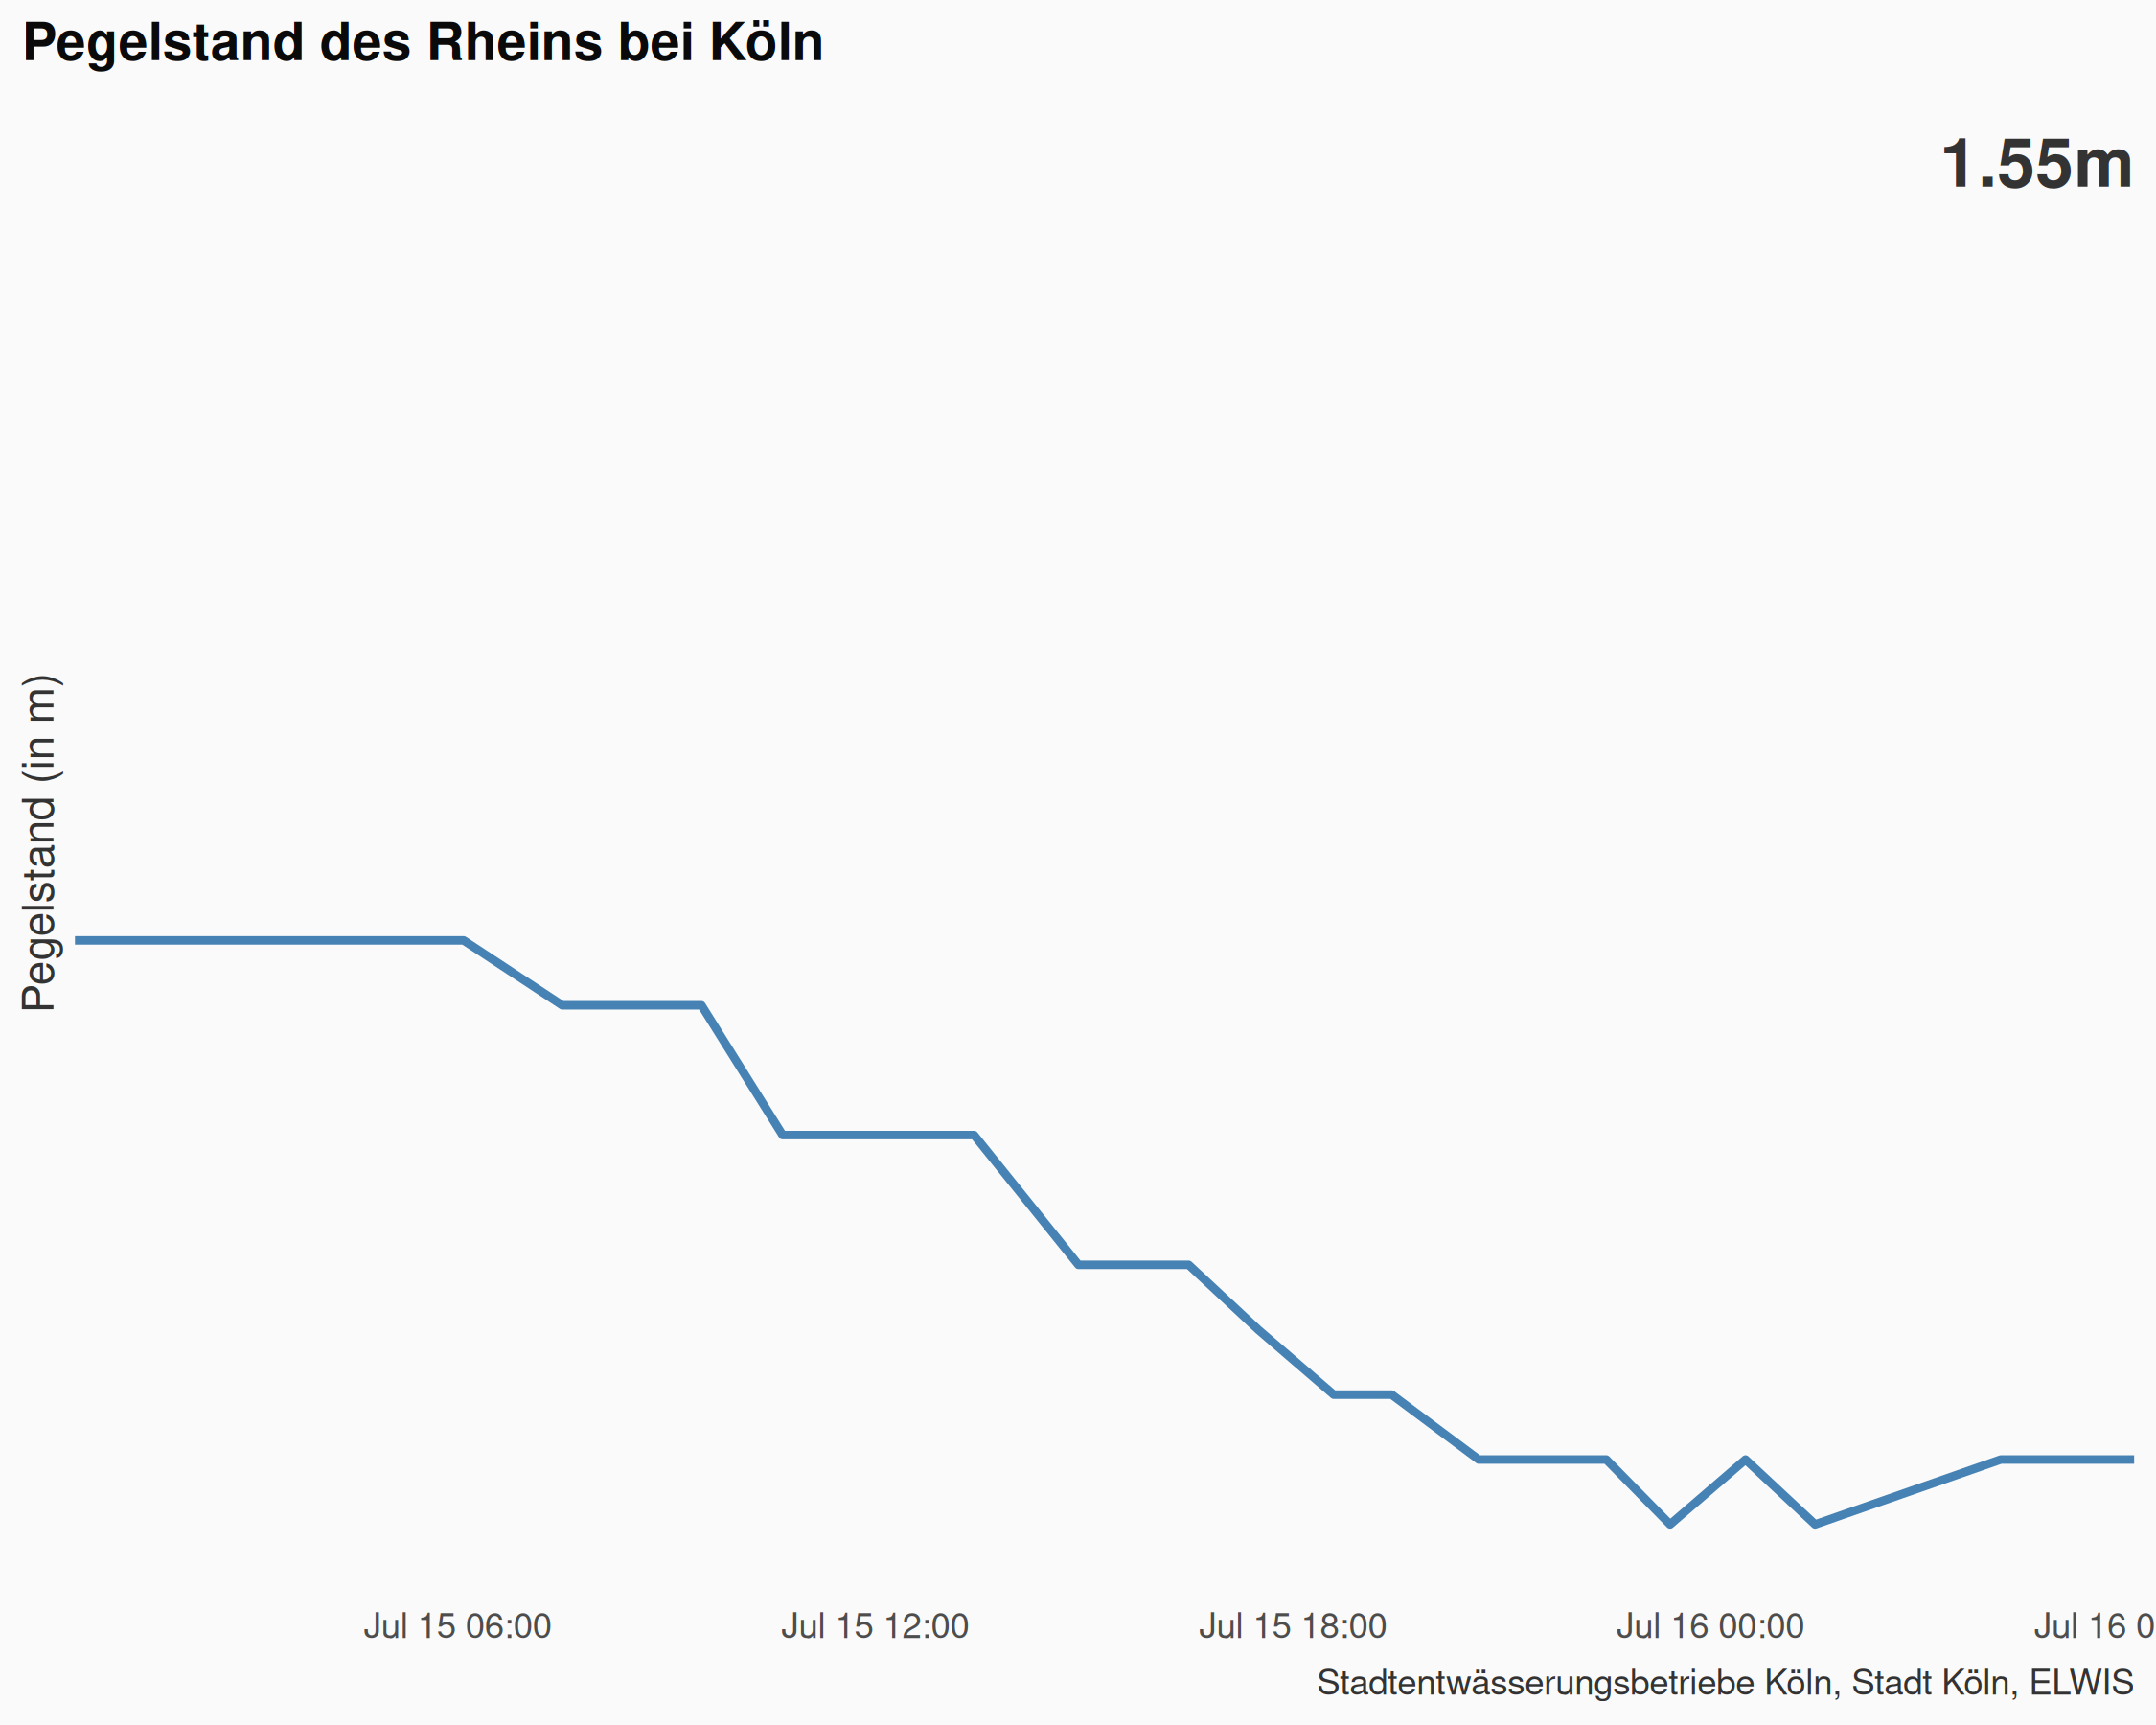 Pegelstand des Rheins bei Köln
1.55m
Pegelstand (in m)
Jul 15 06:00 Jul 15 12:00 Jul 15 18:00 Jul 16 00:00 Jul 16 0
Stadtentwässerungsbetriebe Köln, Stadt Köln, ELWIS